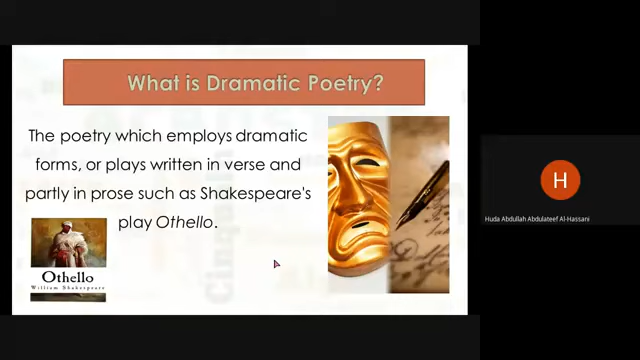 What is Dramatic Poetry?
The poetry which employs dramatic
forms, or plays written in verse and
partly in prose such as Shakespeare's
play Othello.
Othello
William Shakespeare
H
Huda Abdullah Abdulateef Al-Hassani